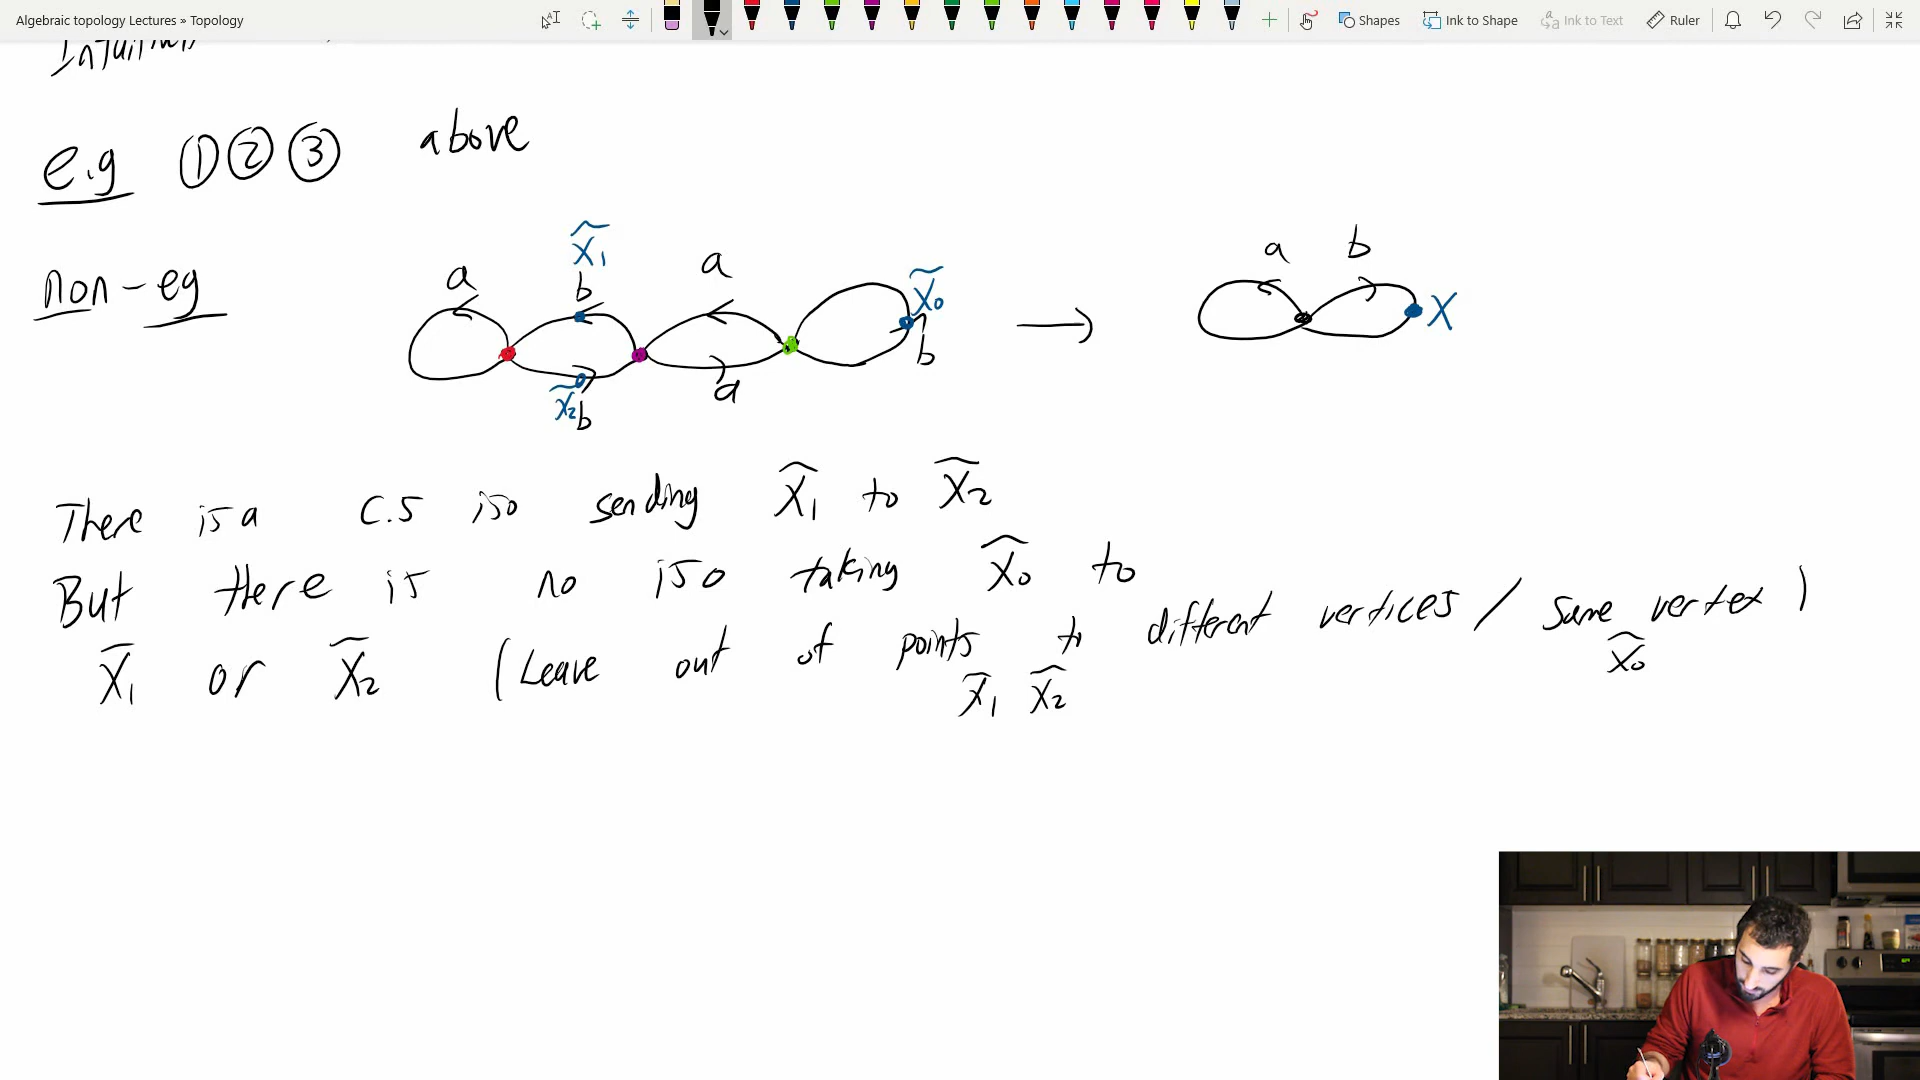 Algebraic topology Lectures » Topology
Shapes
Ink to Shape
Ink to Text
Ruler
Intuition
e.g ① ② ③ above
non-eg
a
X̃₁
b
X̃₂
b
a
a
X̃₀
b
a
b
X
There is a C.S iso sending X̃₁ to X̃₂
But there is no iso taking X̃₀ to
X̃₁ or X̃₂ (Leave out of points to different vertices / same vertex)
X̃₁ X̃₂ X̃₀